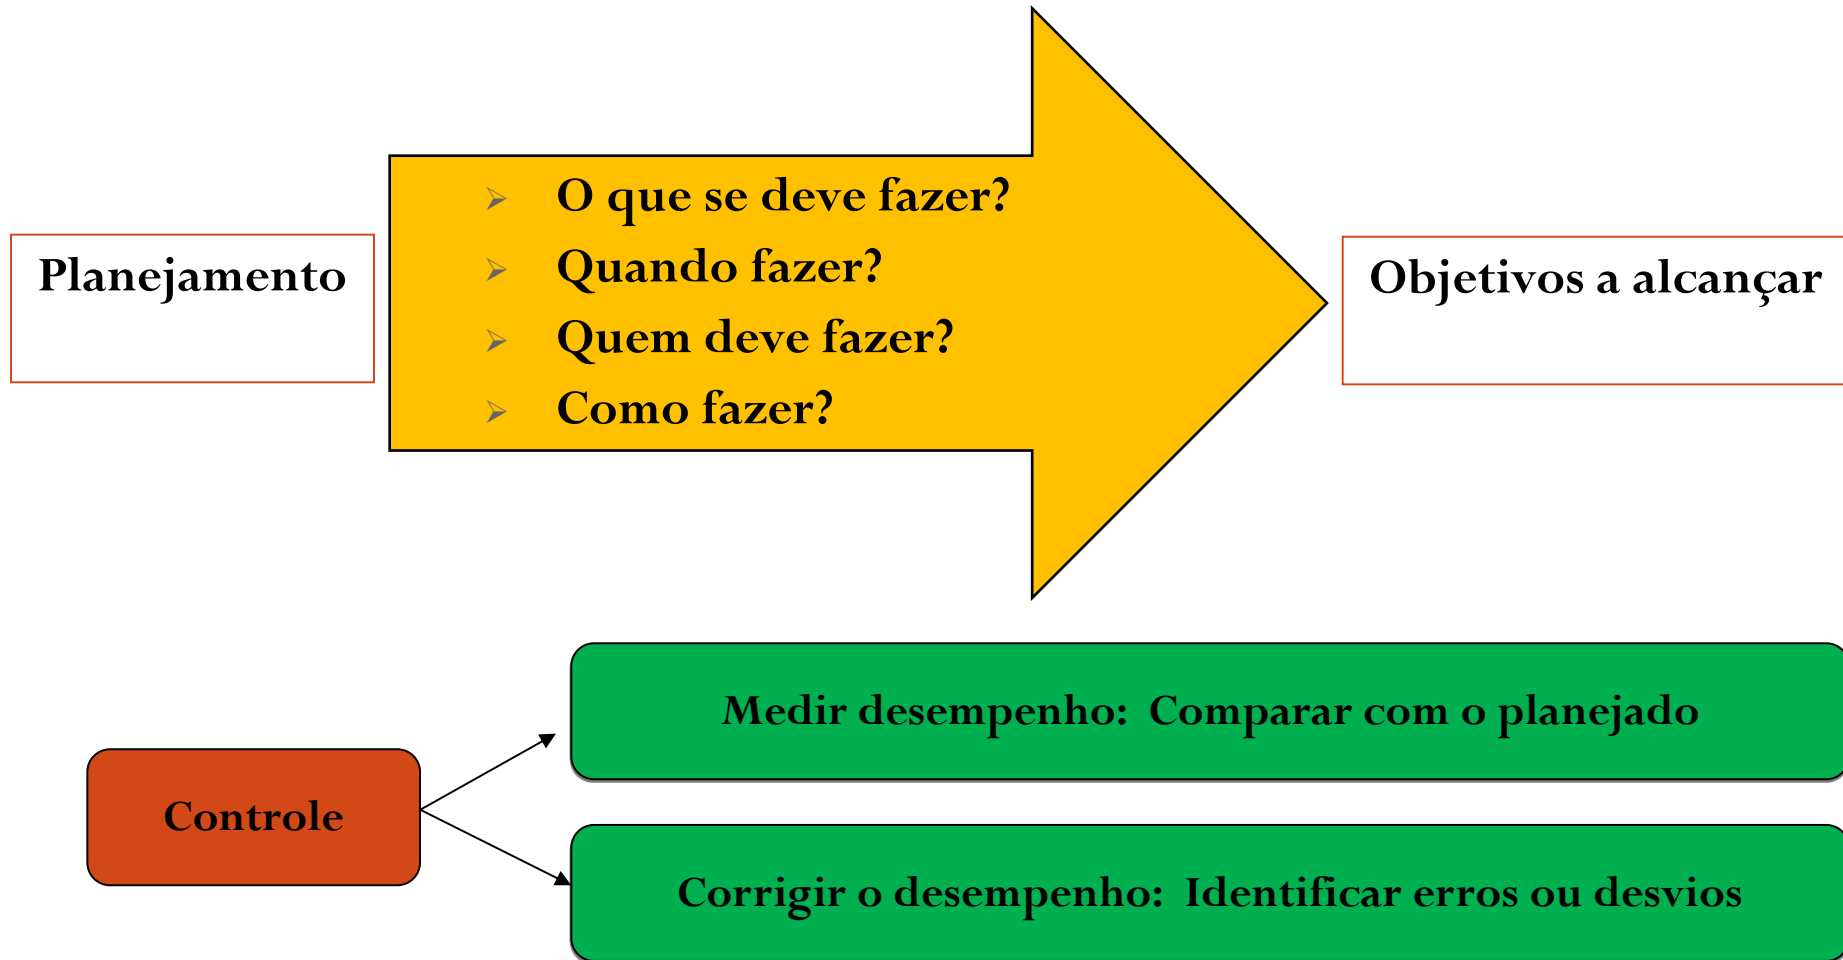 Planejamento
O que se deve fazer?
Quando fazer?
Quem deve fazer?
Como fazer?
Objetivos a alcançar
Controle
Medir desempenho: Comparar com o planejado
Corrigir o desempenho: Identificar erros ou desvios